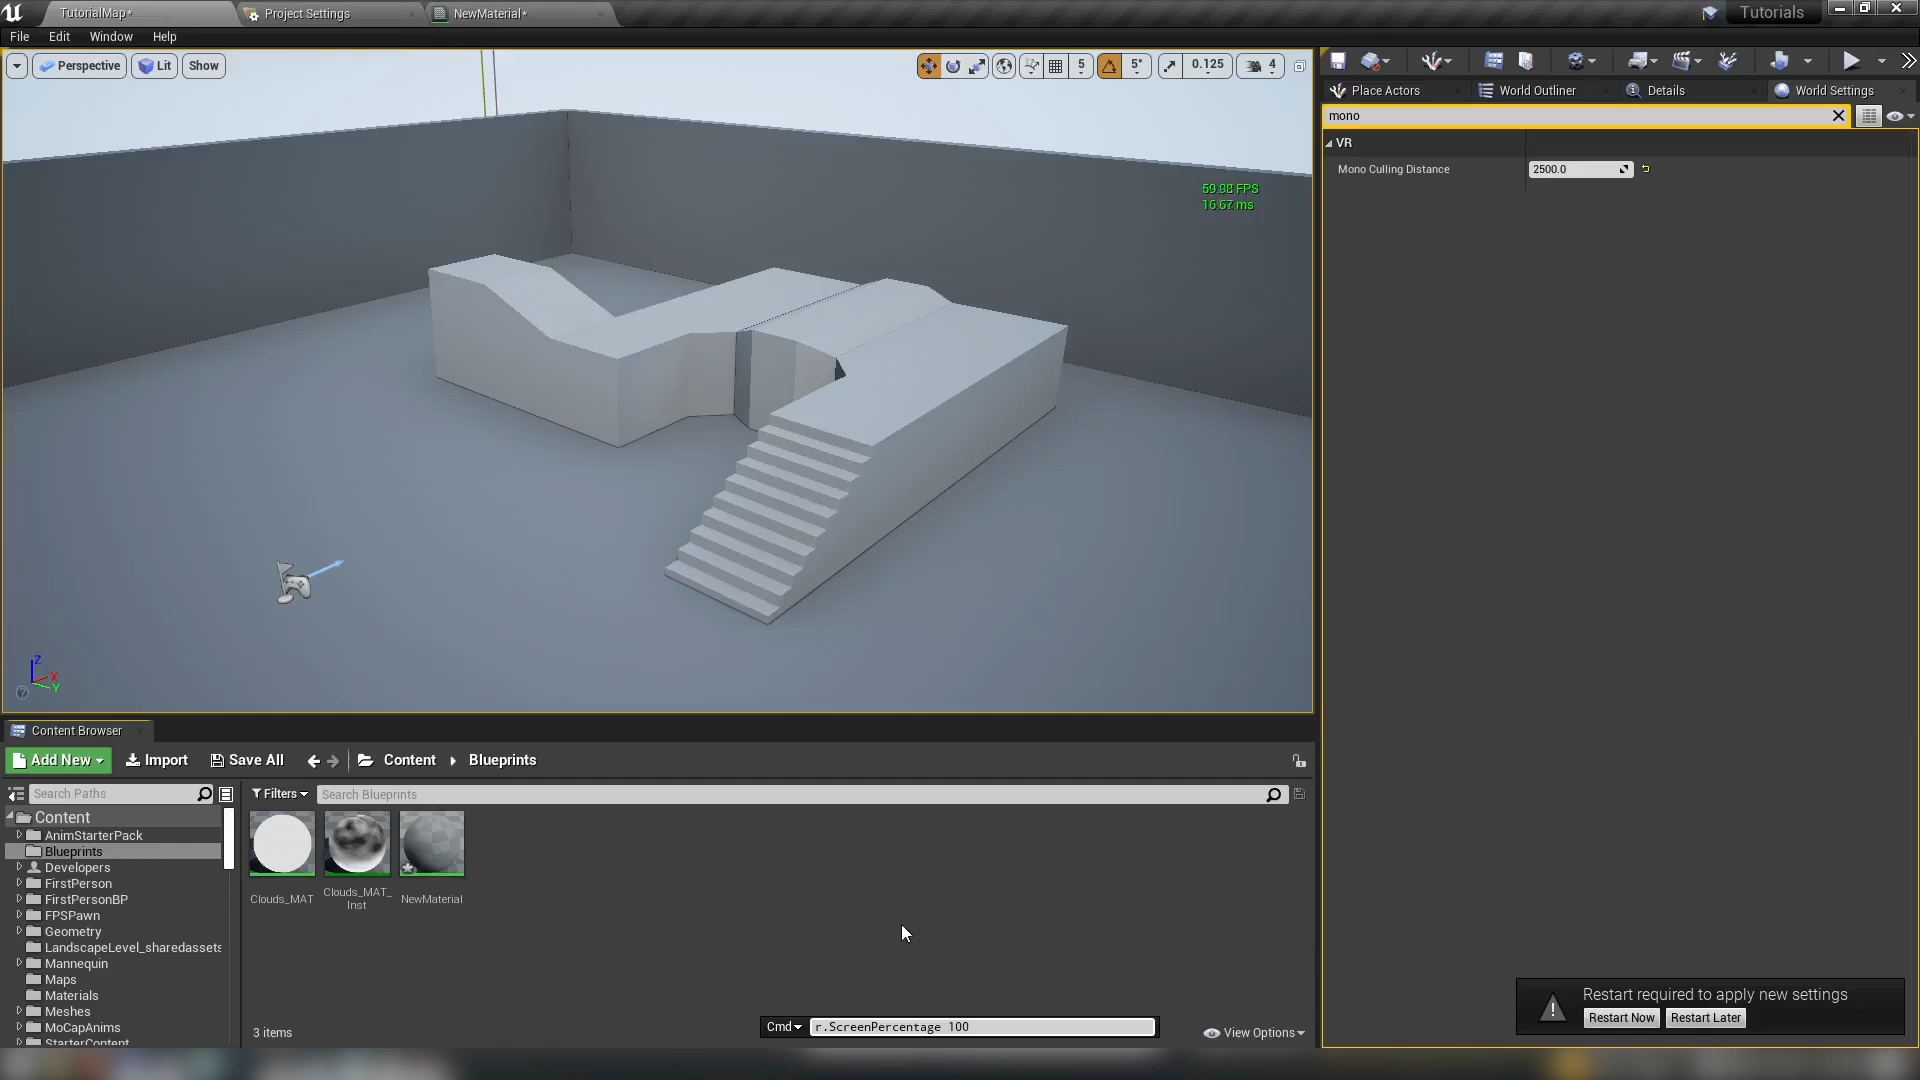 TutorialMap*
Project Settings
NewMaterial*
Tutorials
File Edit Window Help
Perspective Lit Show
5 5° 0.125 4
Place Actors World Outliner Details World Settings
mono
VR
Mono Culling Distance 2500.0
59.98 FPS
16.67 ms
Z
X
Y
Content Browser
Add New Import Save All Content Blueprints
Search Paths
Filters Search Blueprints
Content
AnimStarterPack
Blueprints
Developers
FirstPerson
FirstPersonBP
FPSPawn
Geometry
LandscapeLevel_sharedassets
Mannequin
Maps
Materials
Meshes
MoCapAnims
StarterContent
Clouds_MAT
Clouds_MAT_
Inst
NewMaterial
3 items
Cmd r.ScreenPercentage 100
View Options
Restart required to apply new settings
Restart Now Restart Later